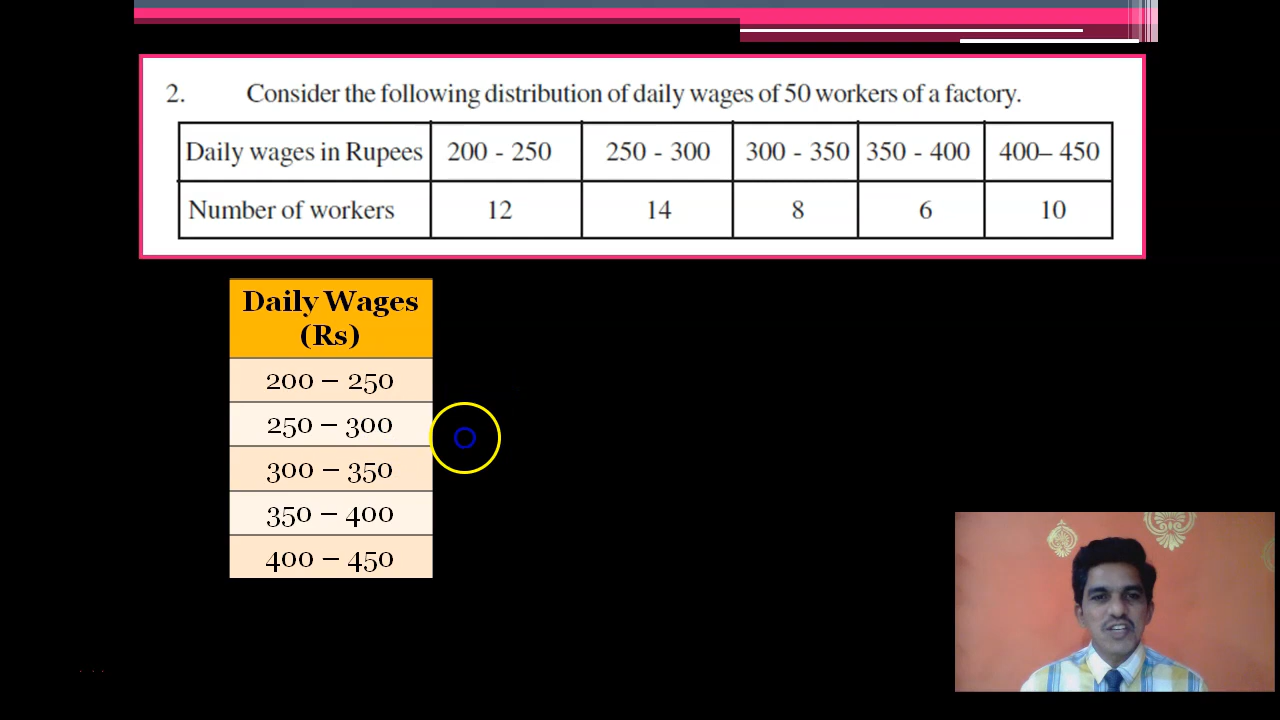 2. Consider the following distribution of daily wages of 50 workers of a factory.
Daily wages in Rupees 200 - 250 250 - 300 300 - 350 350 - 400 400– 450
Number of workers 12 14 8 6 10
Daily Wages
(Rs)
200 – 250
250 – 300
300 – 350
350 – 400
400 – 450